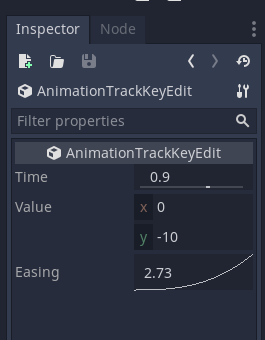 Inspector Node
AnimationTrackKeyEdit
Filter properties
AnimationTrackKeyEdit
Time 0.9
Value x 0
y -10
Easing 2.73